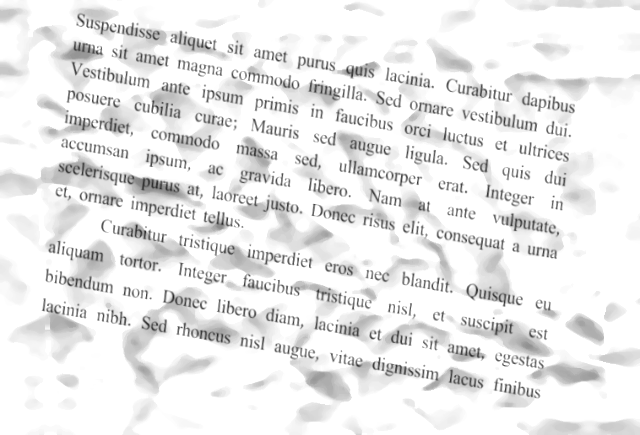 Suspendisse aliquet sit amet purus quis lacinia. Curabitur dapibus
urna sit amet magna commodo fringilla. Sed ornare vestibulum dui.
Vestibulum ante ipsum primis in faucibus orci luctus et ultrices
posuere cubilia curae; Mauris sed augue ligula. Sed quis dui
imperdiet, commodo massa sed, ullamcorper erat. Integer in
accumsan ipsum, ac gravida libero. Nam at ante vulputate,
scelerisque purus at, laoreet justo. Donec risus elit, consequat a urna
et, ornare imperdiet tellus.
Curabitur tristique imperdiet eros nec blandit. Quisque eu
aliquam tortor. Integer faucibus tristique nisl, et suscipit est
bibendum non. Donec libero diam, lacinia et dui sit amet, egestas
lacinia nibh. Sed rhoncus nisl augue, vitae dignissim lacus finibus